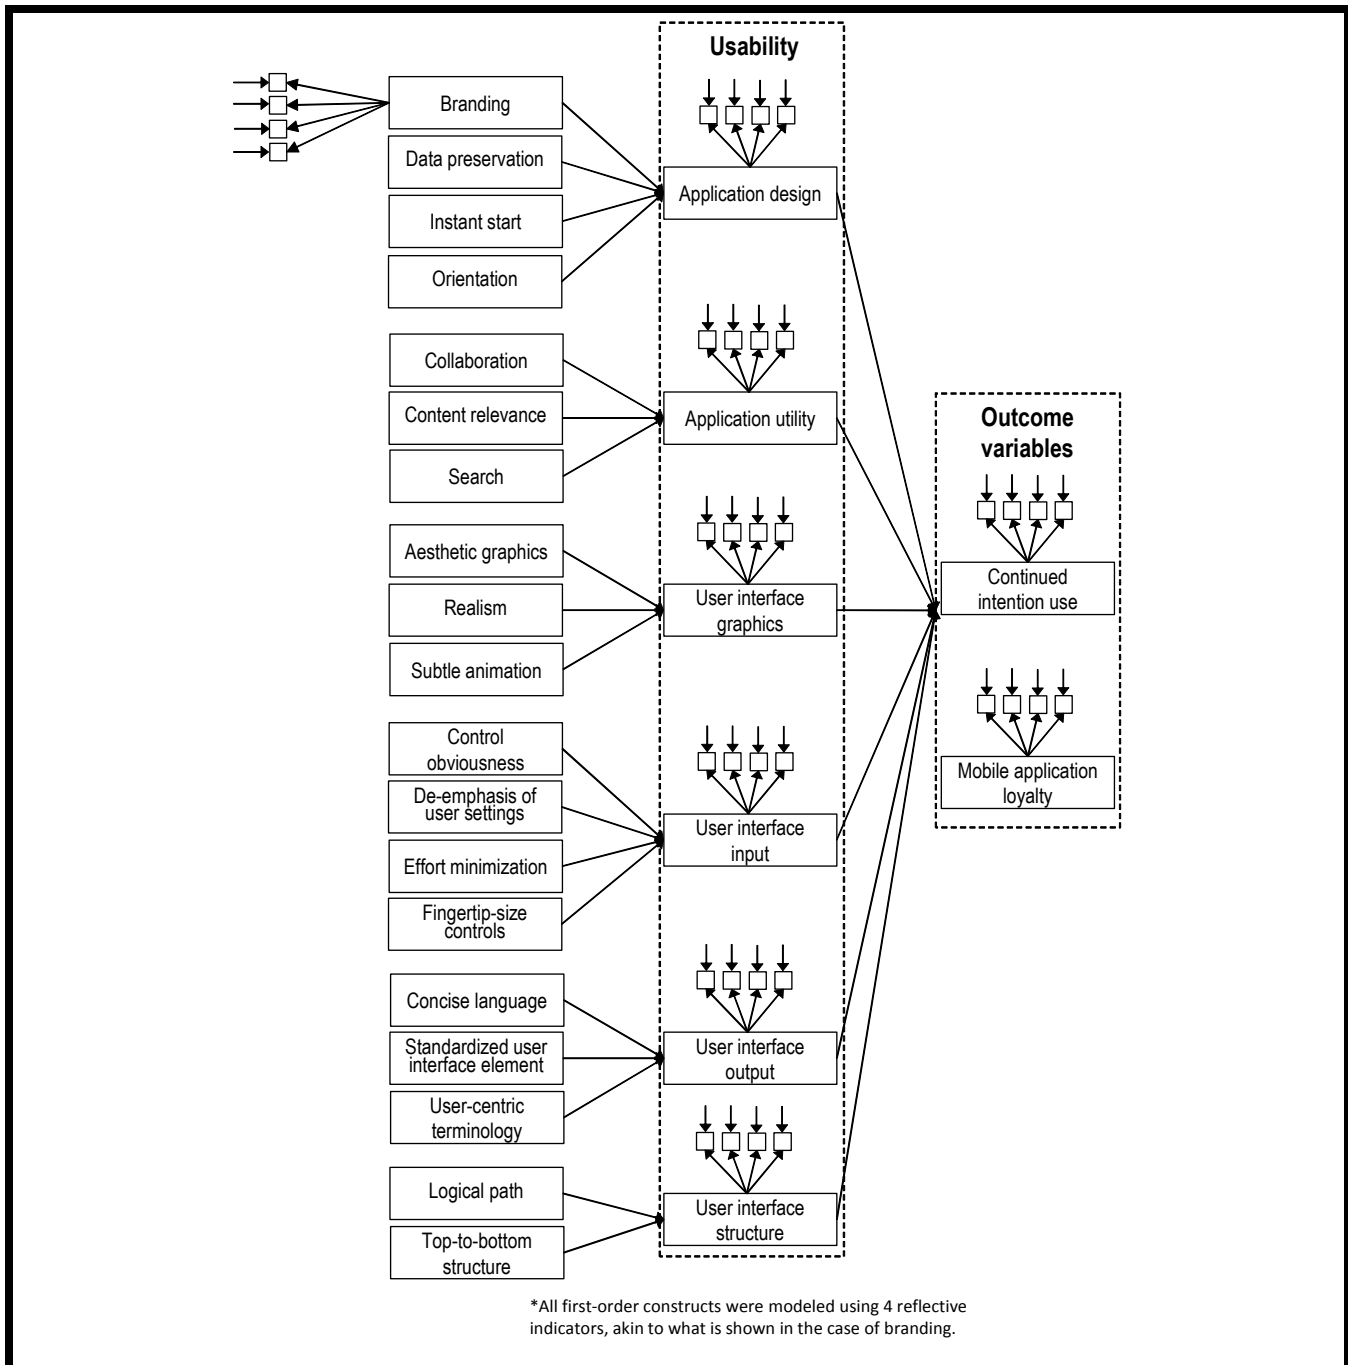 Usability
Branding
Data preservation
Instant start
Orientation
Application design
Collaboration
Content relevance
Search
Application utility
Aesthetic graphics
Realism
Subtle animation
User interface
graphics
Control
obviousness
De-emphasis of
user settings
Effort minimization
Fingertip-size
controls
User interface
input
Concise language
Standardized user
interface element
User-centric
terminology
User interface
output
Logical path
Top-to-bottom
structure
User interface
structure
Outcome
variables
Continued
intention use
Mobile application
loyalty
*All first-order constructs were modeled using 4 reflective
indicators, akin to what is shown in the case of branding.